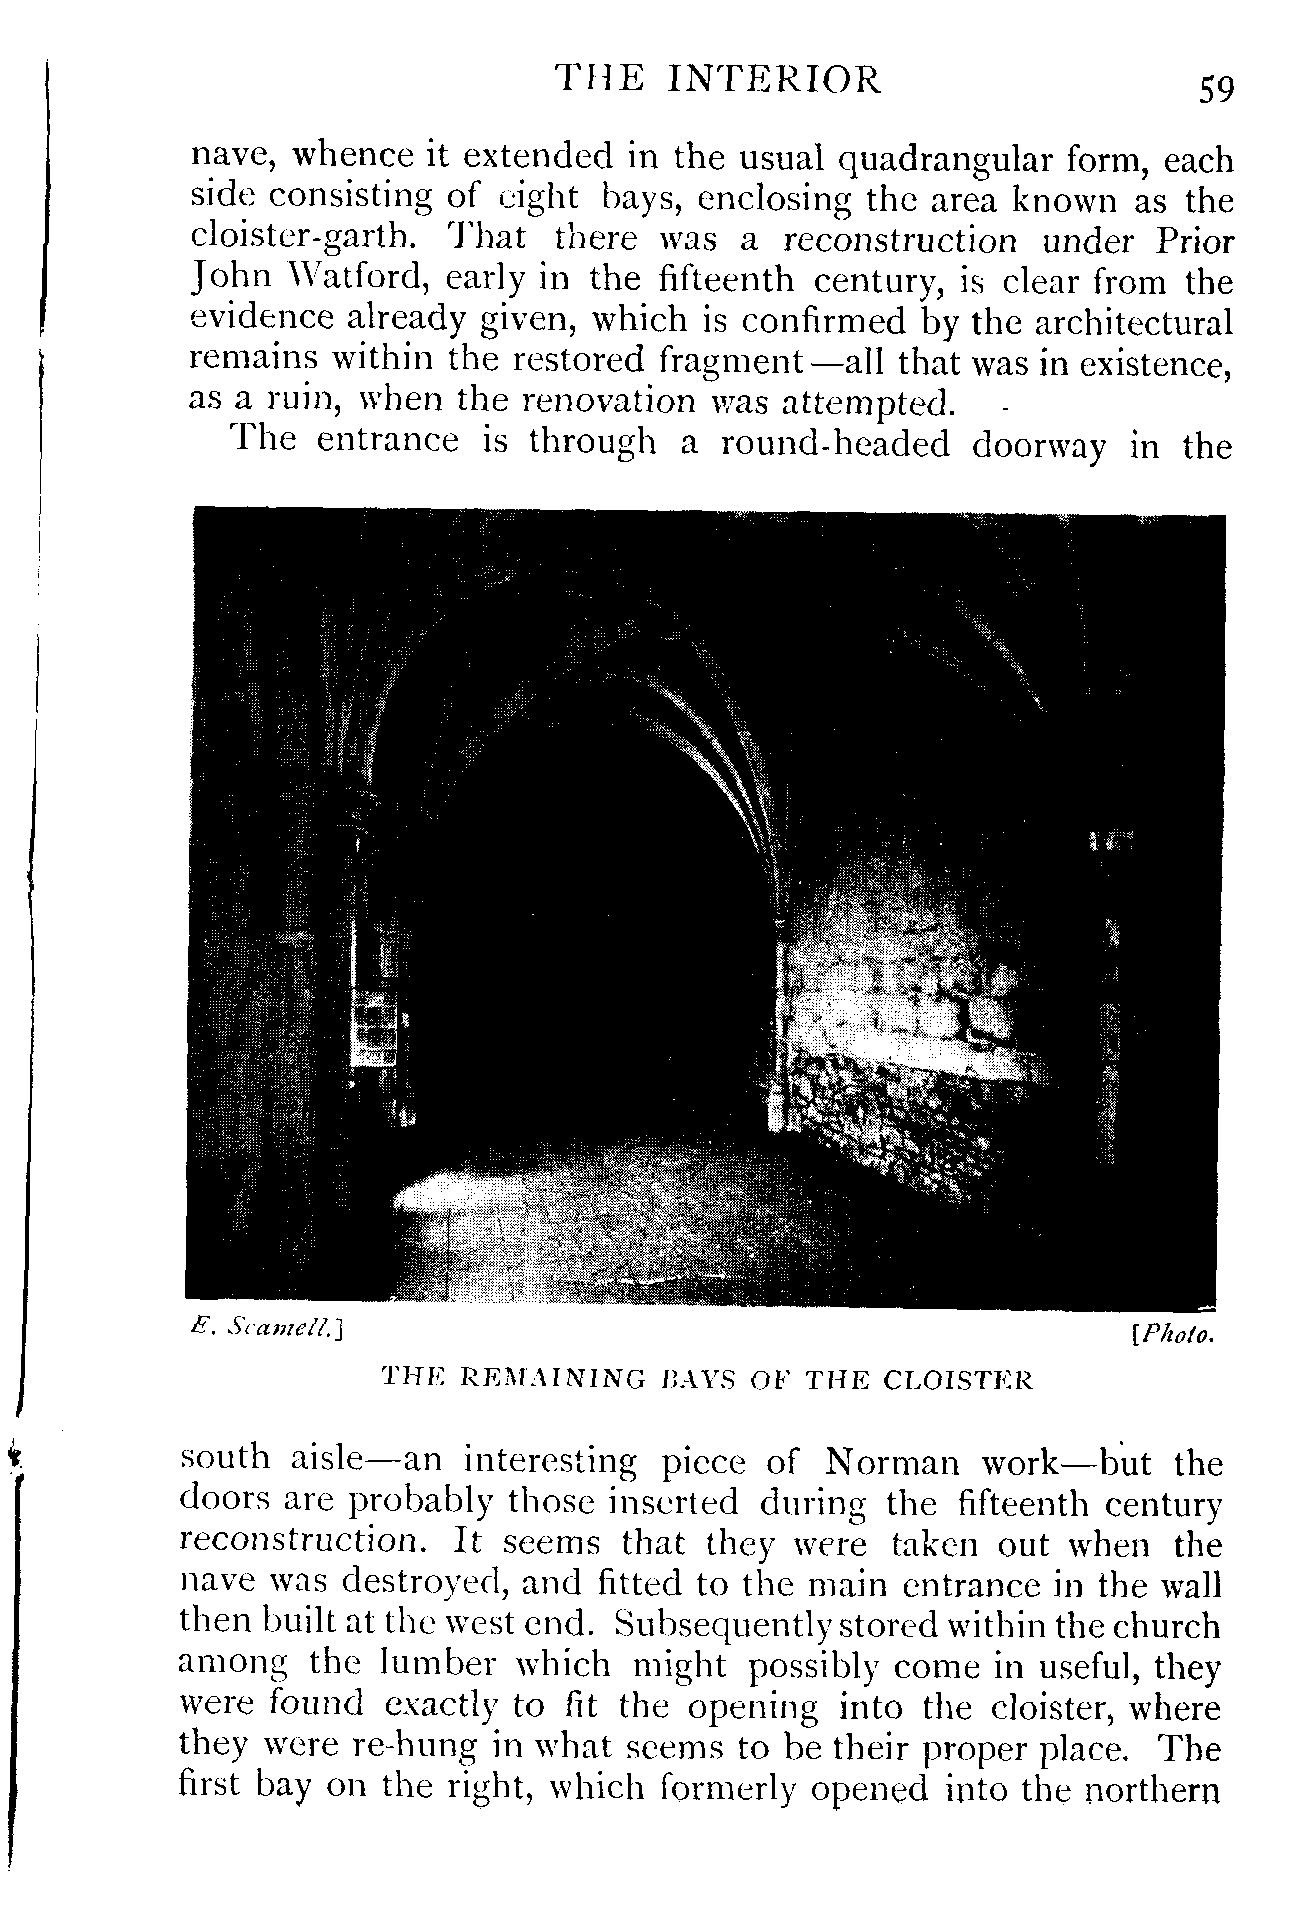 THE INTERIOR 59
nave, whence it extended in the usual quadrangular form, each
side consisting of eight bays, enclosing the area known as the
cloister-garth. That there was a reconstruction under Prior
John Watford, early in the fifteenth century, is clear from the
evidence already given, which is confirmed by the architectural
remains within the restored fragment—all that was in existence,
as a ruin, when the renovation was attempted.
The entrance is through a round-headed doorway in the
E. Scamell.] [Photo.
THE REMAINING BAYS OF THE CLOISTER
south aisle—an interesting piece of Norman work—but the
doors are probably those inserted during the fifteenth century
reconstruction. It seems that they were taken out when the
nave was destroyed, and fitted to the main entrance in the wall
then built at the west end. Subsequently stored within the church
among the lumber which might possibly come in useful, they
were found exactly to fit the opening into the cloister, where
they were re-hung in what seems to be their proper place. The
first bay on the right, which formerly opened into the northern